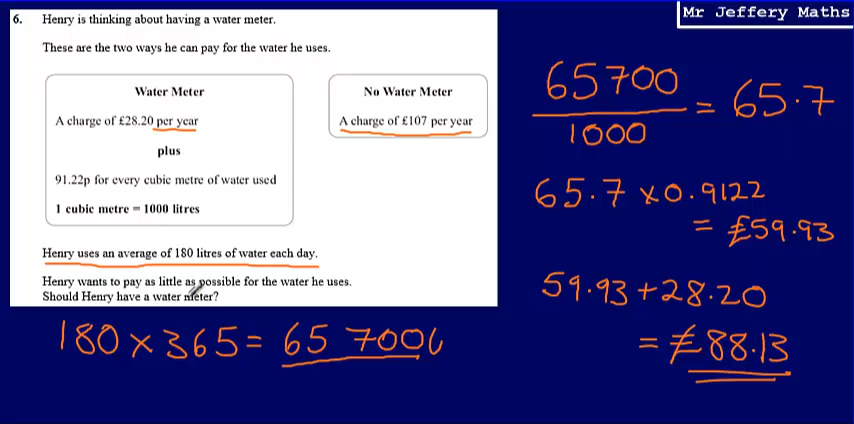 Mr Jeffery Maths
6. Henry is thinking about having a water meter.
These are the two ways he can pay for the water he uses.
Water Meter
A charge of £28.20 per year
plus
91.22p for every cubic metre of water used
1 cubic metre = 1000 litres
No Water Meter
A charge of £107 per year
Henry uses an average of 180 litres of water each day.
Henry wants to pay as little as possible for the water he uses.
Should Henry have a water meter?
180 × 365 = 65 700l
65700
1000
= 65.7
65.7 × 0.9122
= £59.93
59.93 + 28.20
= £88.13